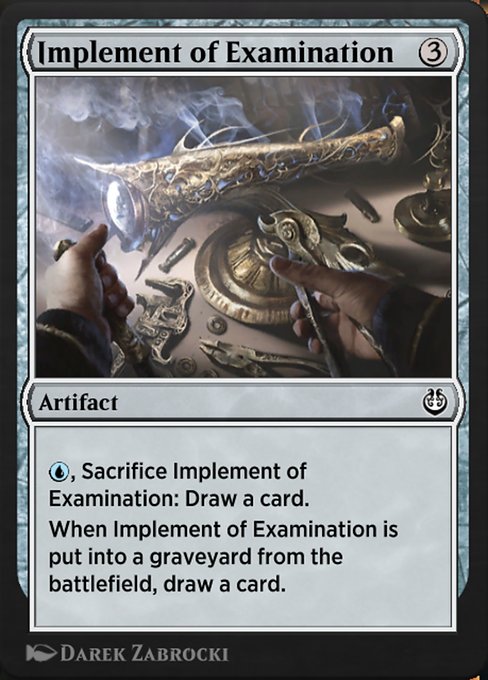 Implement of Examination 3
Artifact
, Sacrifice Implement of
Examination: Draw a card.
When Implement of Examination is
put into a graveyard from the
battlefield, draw a card.
DAREK ZABROCKI